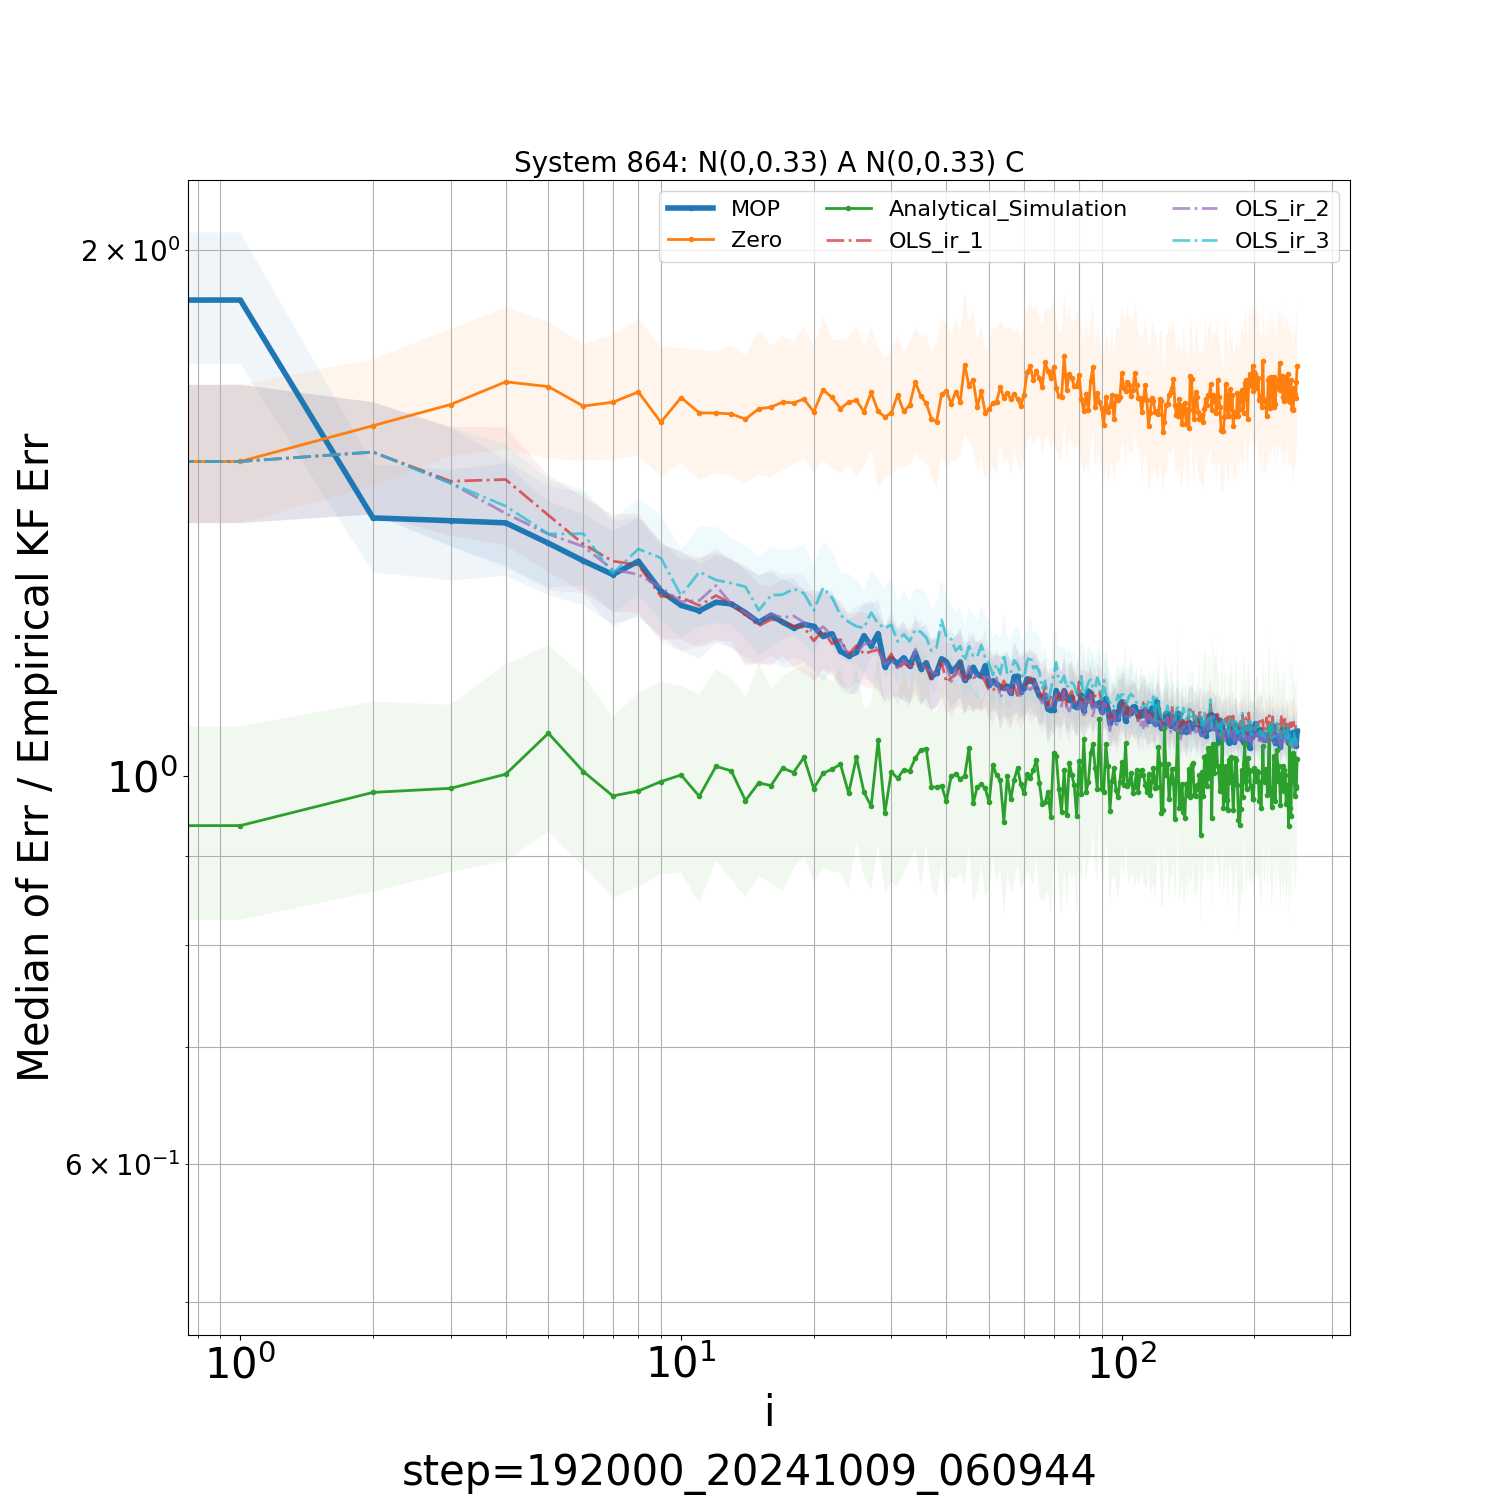 System 864: N(0,0.33) A N(0,0.33) C
MOP
Zero
Analytical_Simulation
OLS_ir_1
OLS_ir_2
OLS_ir_3
Median of Err / Empirical KF Err
2 × 10⁰
10⁰
6 × 10⁻¹
10⁰
10¹
10²
i
step=192000_20241009_060944